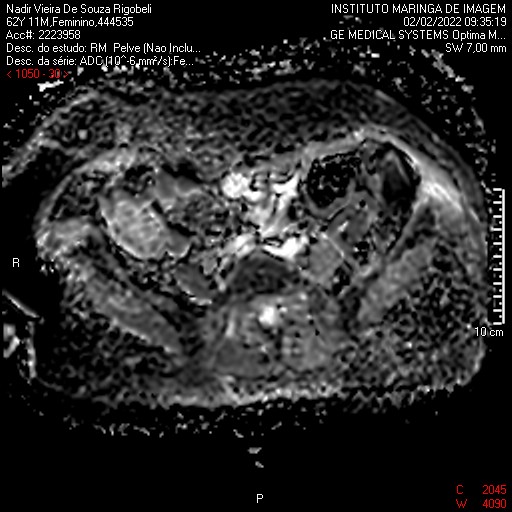 Nadir Vieira De Souza Rigobeli
62Y 11M,Feminino,444535
Acc#: 2223958
Desc. do estudo: RM  Pelve (Nao Inclu...
Desc. da série: ADC (10^-6 mm²/s):Fe...
< 1050 - 30 >
INSTITUTO MARINGA DE IMAGEM
02/02/2022 09:35:19
GE MEDICAL SYSTEMS Optima M...
SW 7,00 mm
R
10 cm
P
C 2045
W 4090